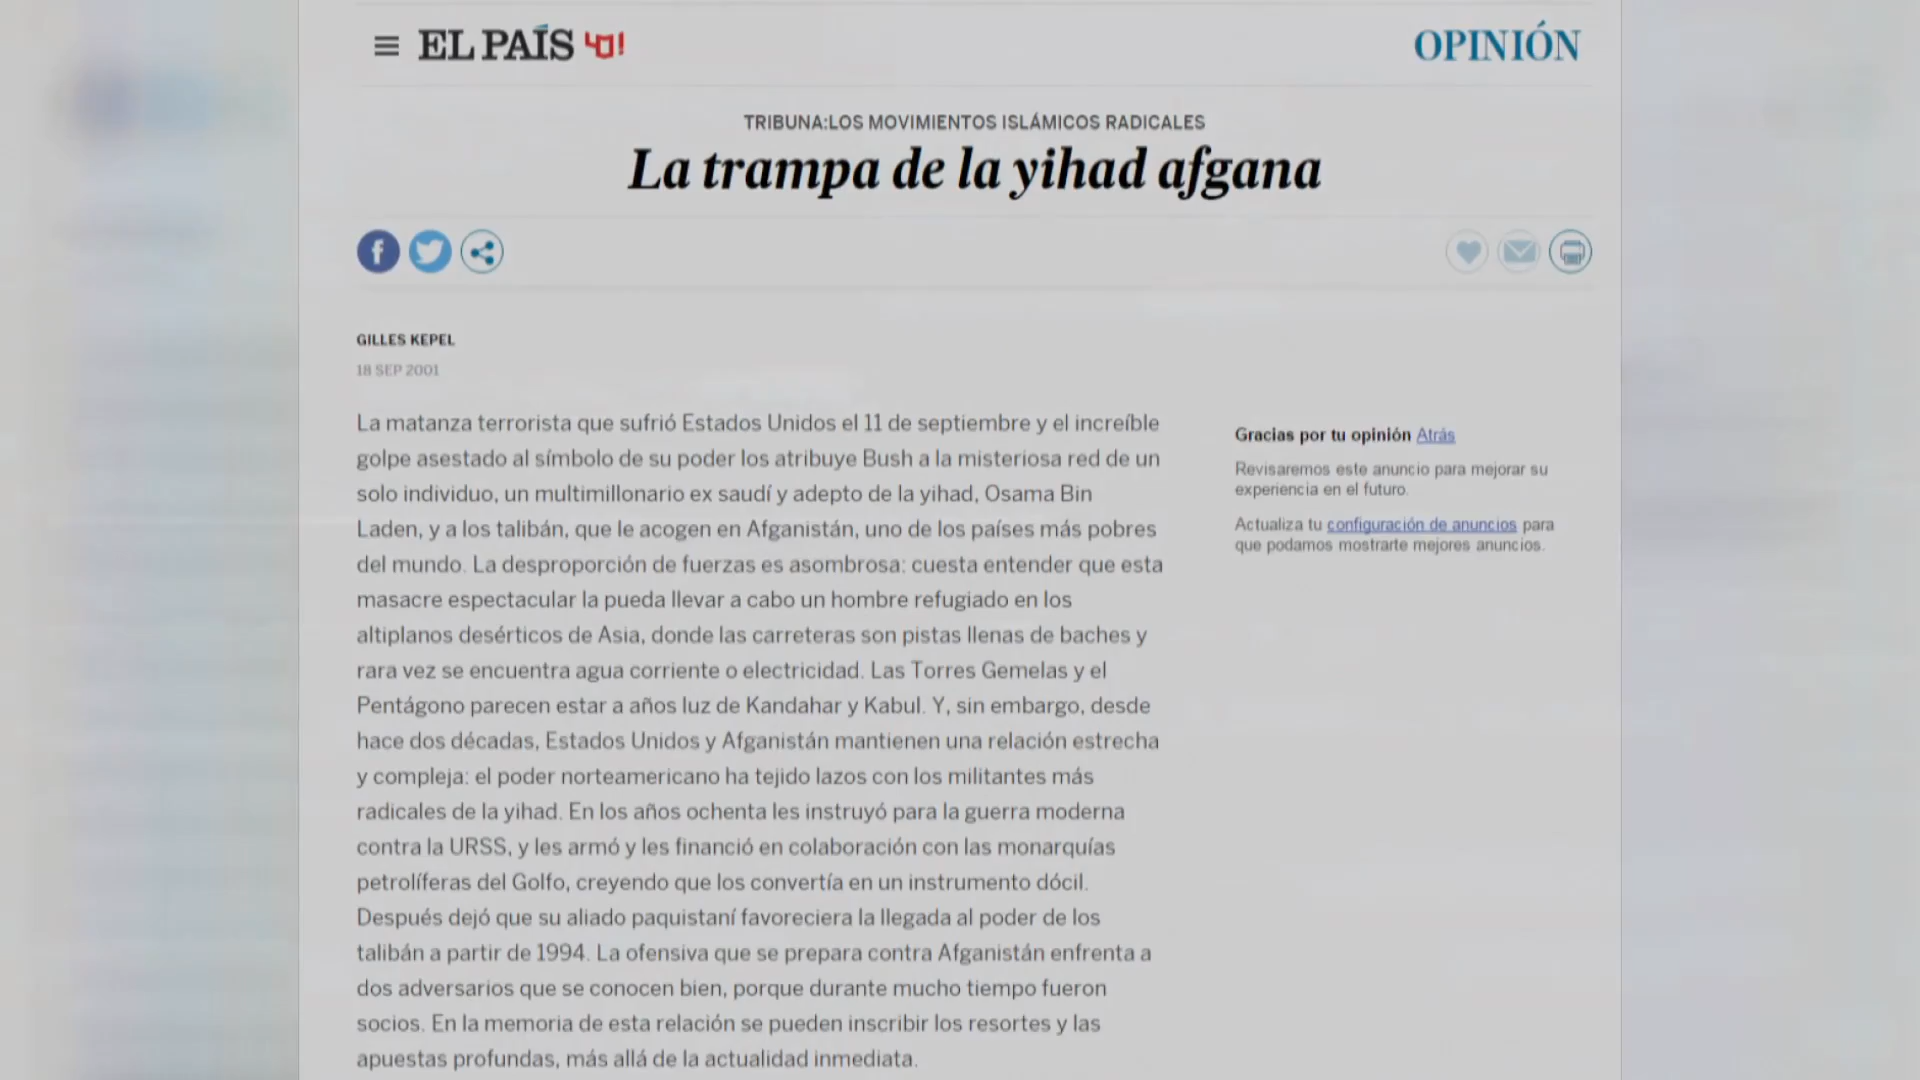 EL PAÍS 40!
OPINIÓN
TRIBUNA:LOS MOVIMIENTOS ISLÁMICOS RADICALES
La trampa de la yihad afgana
GILLES KEPEL
18 SEP 2001
La matanza terrorista que sufrió Estados Unidos el 11 de septiembre y el increíble
golpe asestado al símbolo de su poder los atribuye Bush a la misteriosa red de un
solo individuo, un multimillonario ex saudí y adepto de la yihad, Osama Bin
Laden, y a los talibán, que le acogen en Afganistán, uno de los países más pobres
del mundo. La desproporción de fuerzas es asombrosa: cuesta entender que esta
masacre espectacular la pueda llevar a cabo un hombre refugiado en los
altiplanos desérticos de Asia, donde las carreteras son pistas llenas de baches y
rara vez se encuentra agua corriente o electricidad. Las Torres Gemelas y el
Pentágono parecen estar a años luz de Kandahar y Kabul. Y, sin embargo, desde
hace dos décadas, Estados Unidos y Afganistán mantienen una relación estrecha
y compleja: el poder norteamericano ha tejido lazos con los militantes más
radicales de la yihad. En los años ochenta les instruyó para la guerra moderna
contra la URSS, y les armó y les financió en colaboración con las monarquías
petrolíferas del Golfo, creyendo que los convertía en un instrumento dócil.
Después dejó que su aliado paquistaní favoreciera la llegada al poder de los
talibán a partir de 1994. La ofensiva que se prepara contra Afganistán enfrenta a
dos adversarios que se conocen bien, porque durante mucho tiempo fueron
socios. En la memoria de esta relación se pueden inscribir los resortes y las
apuestas profundas, más allá de la actualidad inmediata.
Gracias por tu opinión Atrás
Revisaremos este anuncio para mejorar su
experiencia en el futuro.
Actualiza tu configuración de anuncios para
que podamos mostrarte mejores anuncios.